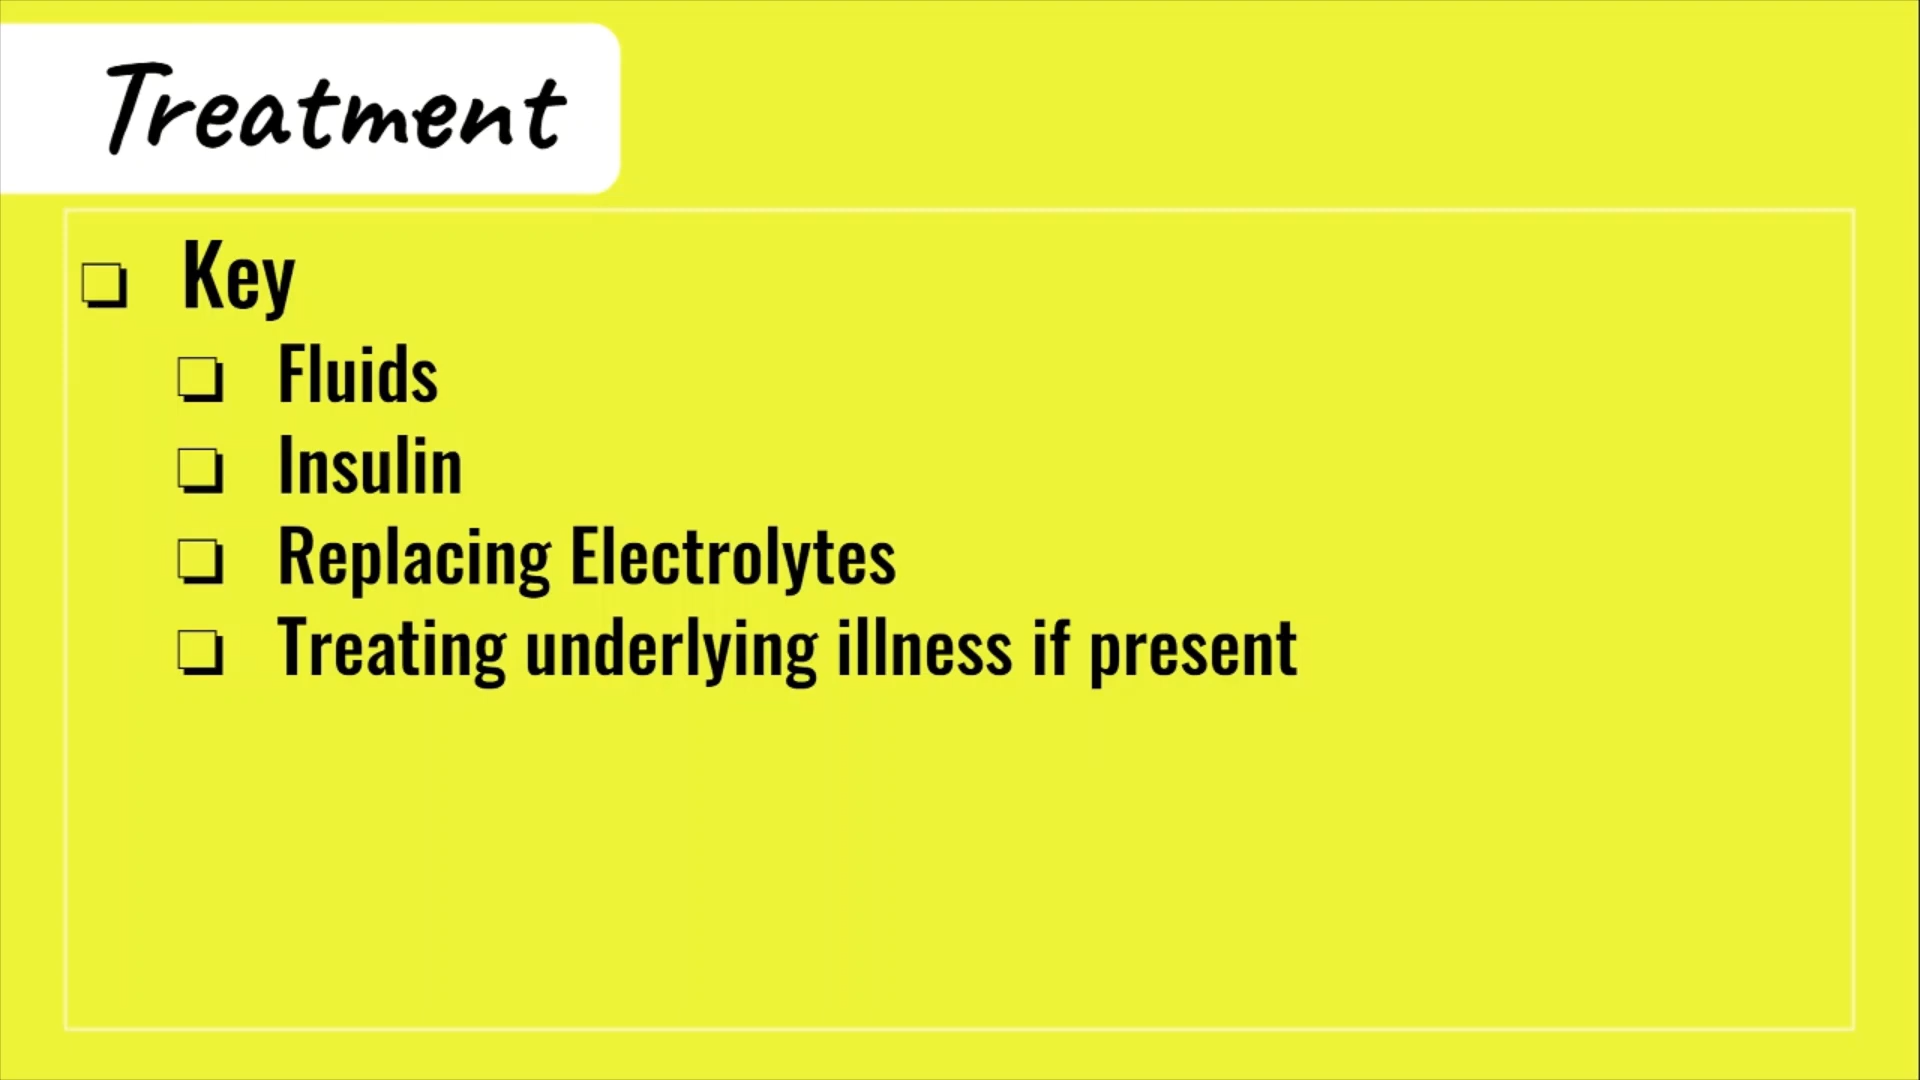 Treatment
Key
Fluids
Insulin
Replacing Electrolytes
Treating underlying illness if present